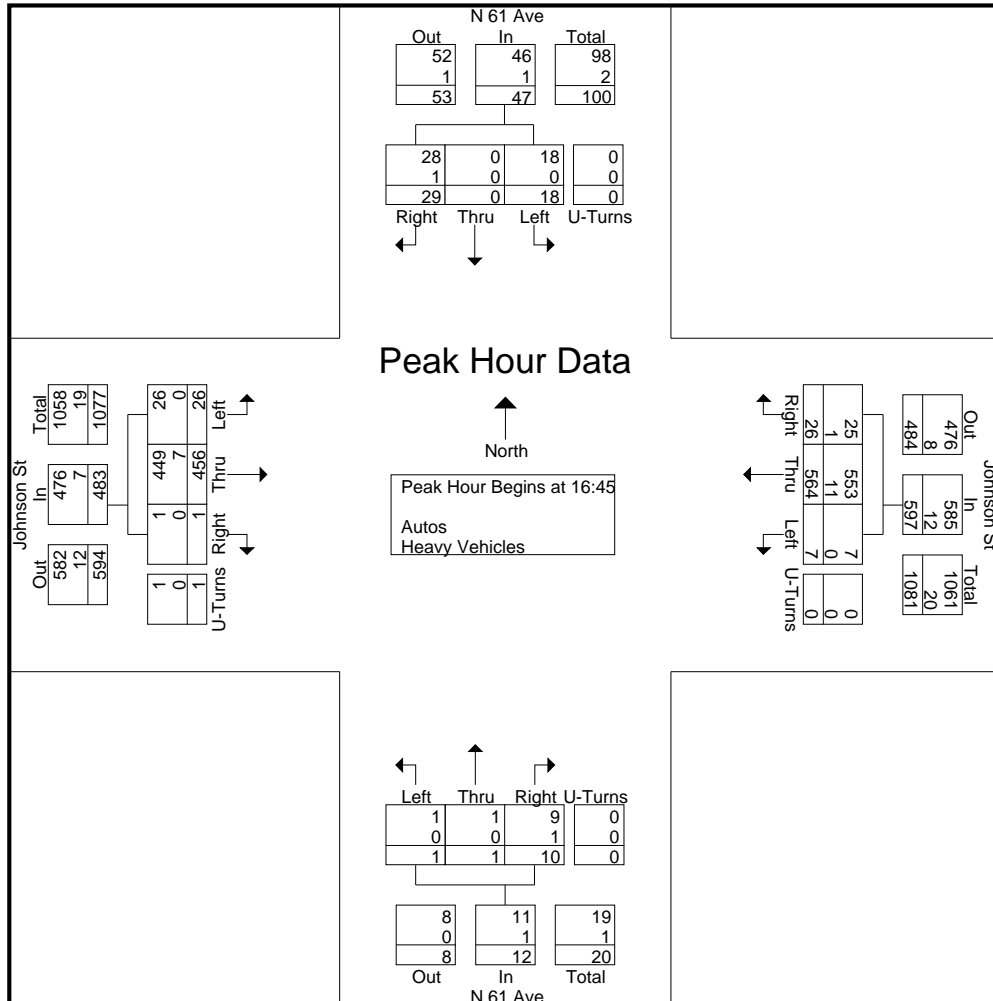 N 61 Ave
Out In Total
52 46 98
1 1 2
53 47 100
28 0 18 0
1 0 0 0
29 0 18 0
Right Thru Left U-Turns
Peak Hour Data
North
Peak Hour Begins at 16:45
Autos
Heavy Vehicles
Johnson St
Total In Out
1058 476 582
19 7 12
1077 483 594
26 449 1 1
0 7 0 0
26 456 1 1
Left Thru Right U-Turns
Johnson St
Out In Total
476 585 1061
8 12 20
484 597 1081
25 553 7 0
1 11 0 0
26 564 7 0
Right Thru Left U-Turns
Left Thru Right U-Turns
1 1 9 0
0 0 1 0
1 1 10 0
8 11 19
0 1 1
8 12 20
Out In Total
N 61 Ave